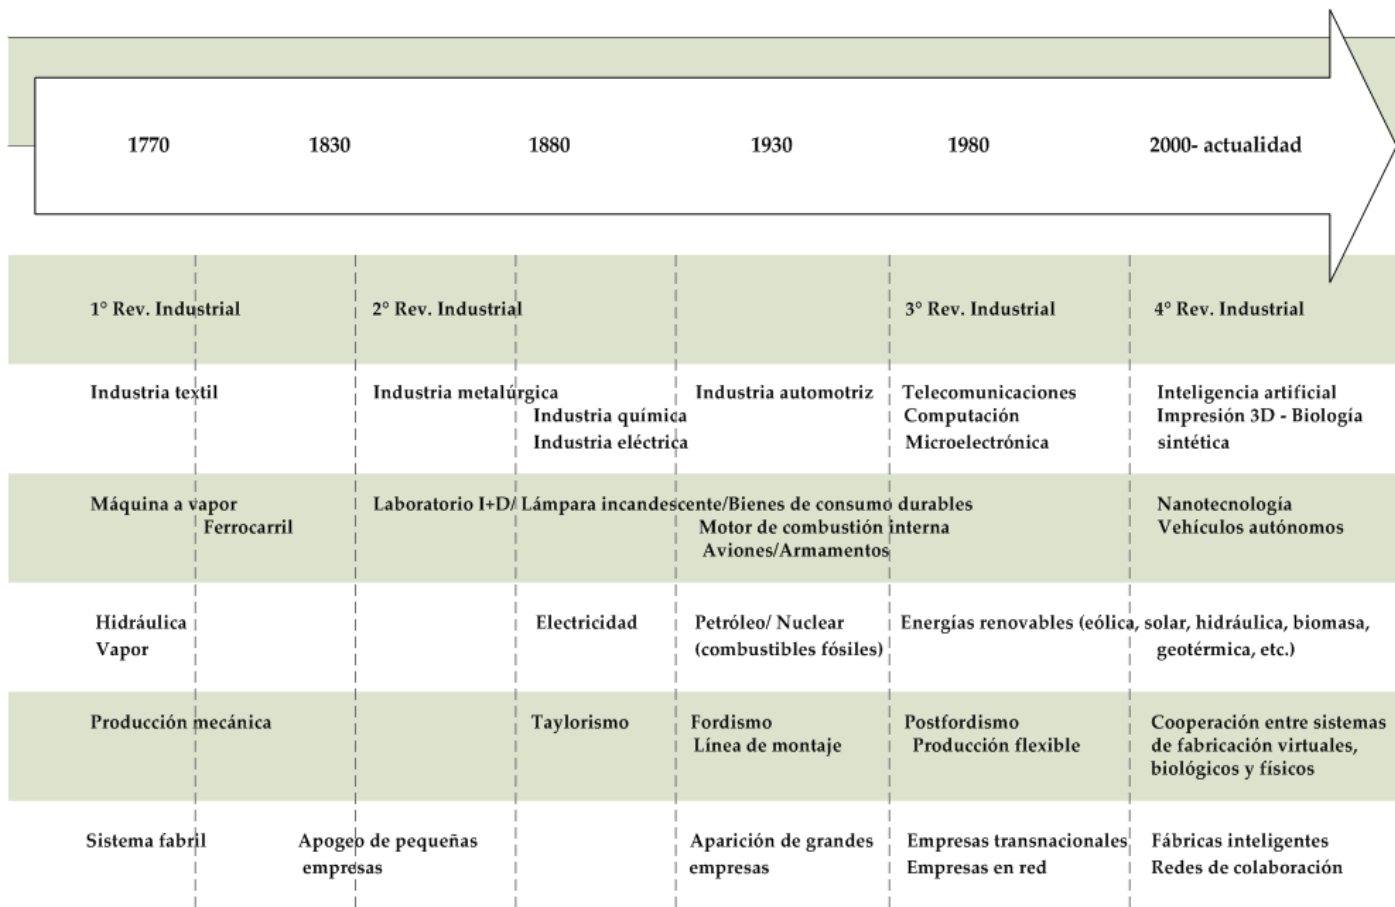 1770 1830 1880 1930 1980 2000- actualidad
1° Rev. Industrial 2° Rev. Industrial 3° Rev. Industrial 4° Rev. Industrial
Industria textil Industria metalúrgica Industria automotriz Telecomunicaciones Inteligencia artificial
Industria química Computación Impresión 3D - Biología
Industria eléctrica Microelectrónica sintética
Máquina a vapor Laboratorio I+D/ Lámpara incandescente/Bienes de consumo durables Nanotecnología
Ferrocarril Motor de combustión interna Vehículos autónomos
Aviones/Armamentos
Hidráulica Electricidad Petróleo/ Nuclear Energías renovables (eólica, solar, hidráulica, biomasa,
Vapor (combustibles fósiles) geotérmica, etc.)
Producción mecánica Taylorismo Fordismo Postfordismo Cooperación entre sistemas
Línea de montaje Producción flexible de fabricación virtuales,
biológicos y físicos
Sistema fabril Apogeo de pequeñas Aparición de grandes Empresas transnacionales Fábricas inteligentes
empresas empresas Empresas en red Redes de colaboración